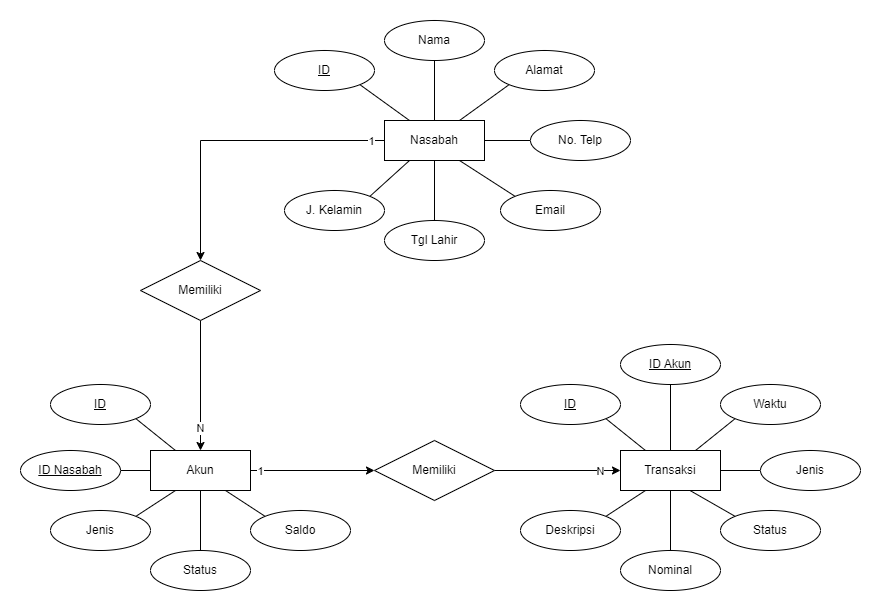 Nama
ID
Alamat
1
Nasabah
No. Telp
J. Kelamin
Email
Tgl Lahir
Memiliki
ID Akun
ID
ID
Waktu
N
ID Nasabah
Akun
1
Memiliki
N
Transaksi
Jenis
Jenis
Saldo
Deskripsi
Status
Status
Nominal